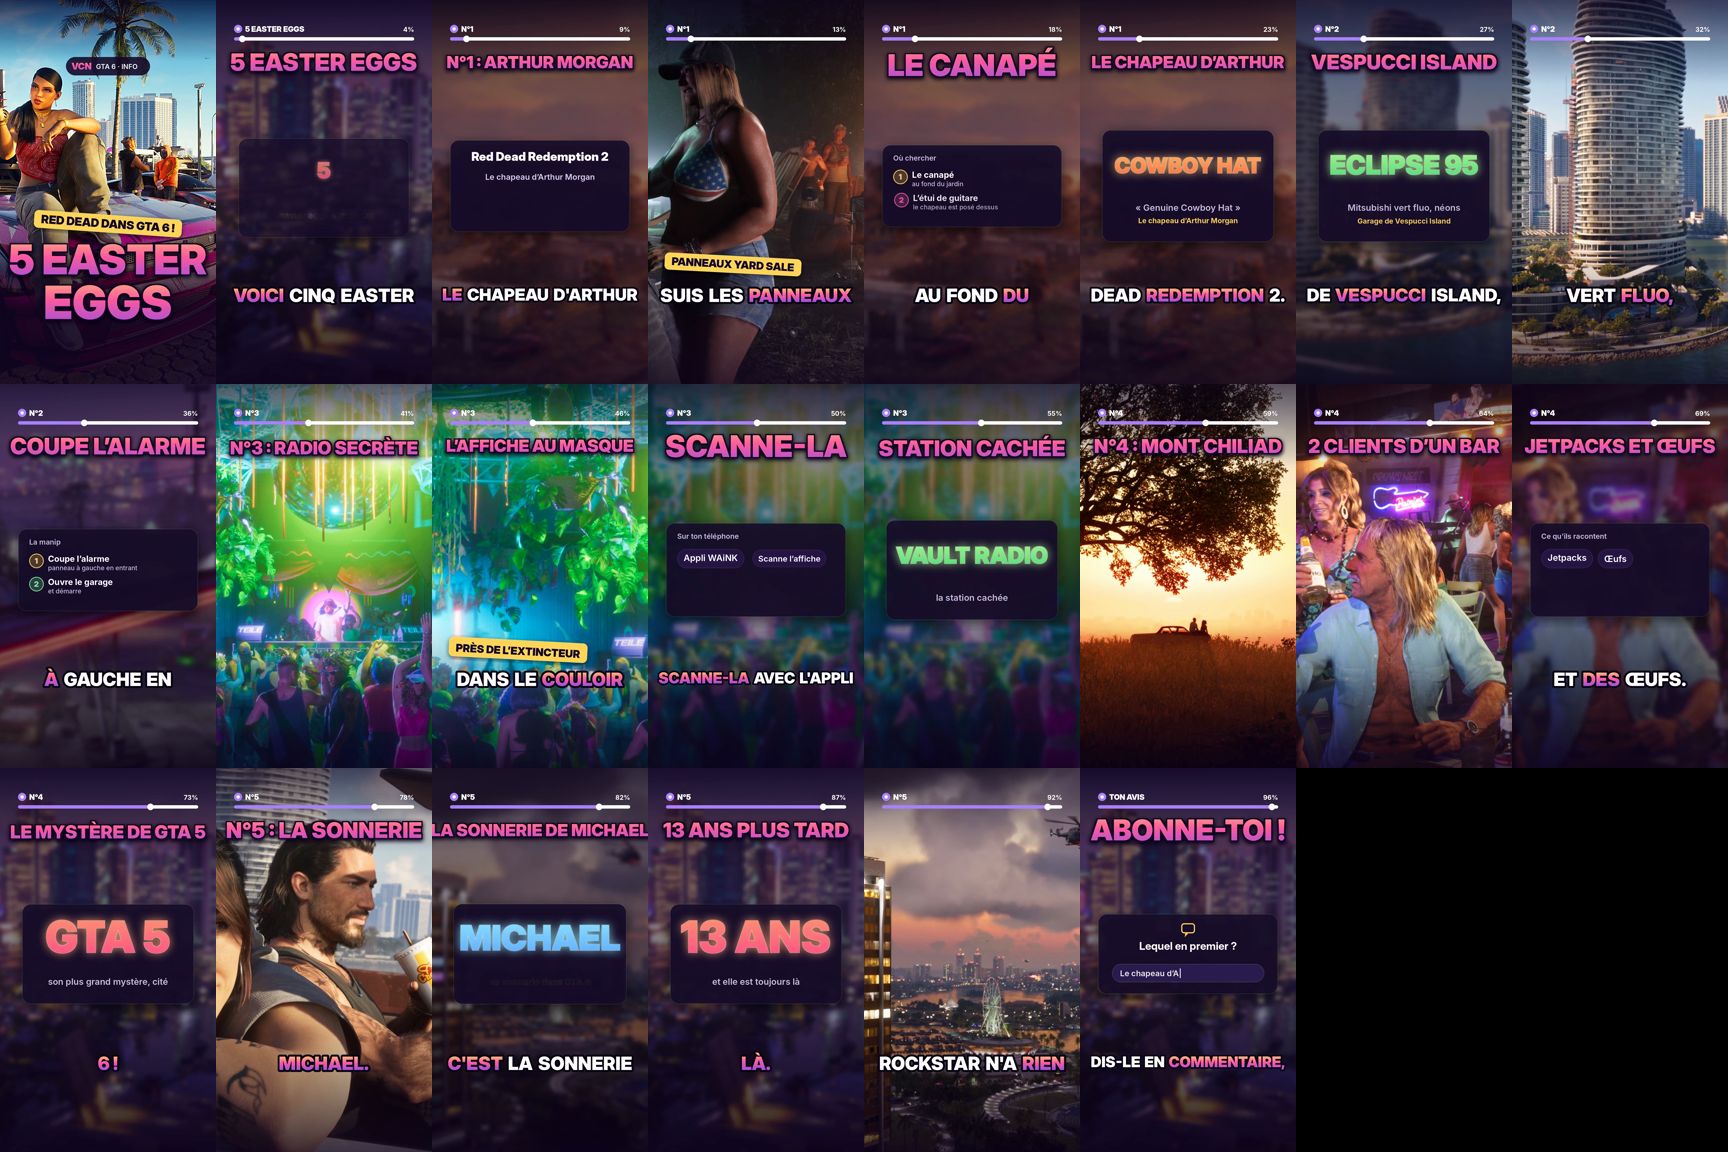 VCN GTA 6 · INFO
RED DEAD DANS GTA 6 !
5 EASTER
EGGS
5 EASTER EGGS 4%
5 EASTER EGGS
5
VOICI CINQ EASTER
N°1 9%
N°1 : ARTHUR MORGAN
Red Dead Redemption 2
Le chapeau d'Arthur Morgan
LE CHAPEAU D'ARTHUR
N°1 13%
PANNEAUX YARD SALE
SUIS LES PANNEAUX
N°1 18%
LE CANAPÉ
Où chercher
1 Le canapé
au fond du jardin
2 L'étui de guitare
le chapeau est posé dessus
AU FOND DU
N°1 23%
LE CHAPEAU D'ARTHUR
COWBOY HAT
« Genuine Cowboy Hat »
Le chapeau d'Arthur Morgan
DEAD REDEMPTION 2.
N°2 27%
VESPUCCI ISLAND
ECLIPSE 95
Mitsubishi vert fluo, néons
Garage de Vespucci Island
DE VESPUCCI ISLAND,
N°2 32%
VERT FLUO,
N°2 36%
COUPE L'ALARME
La manip
1 Coupe l'alarme
panneau à gauche en entrant
2 Ouvre le garage
et démarre
À GAUCHE EN
N°3 41%
N°3 : RADIO SECRÈTE
TEILE
TEILE
N°3 46%
L'AFFICHE AU MASQUE
TEILE
PRÈS DE L'EXTINCTEUR
DANS LE COULOIR
N°3 50%
SCANNE-LA
Sur ton téléphone
Appli WAiNK
Scanne l'affiche
SCANNE-LA AVEC L'APPLI
N°3 55%
STATION CACHÉE
VAULT RADIO
la station cachée
N°4 59%
N°4 : MONT CHILIAD
N°4 64%
2 CLIENTS D'UN BAR
N°4 69%
JETPACKS ET ŒUFS
Ce qu'ils racontent
Jetpacks
Œufs
ET DES ŒUFS.
N°4 73%
LE MYSTÈRE DE GTA 5
GTA 5
son plus grand mystère, cité
6 !
N°5 78%
N°5 : LA SONNERIE
MICHAEL.
N°5 82%
LA SONNERIE DE MICHAEL
MICHAEL
C'EST LA SONNERIE
N°5 87%
13 ANS PLUS TARD
13 ANS
et elle est toujours là
LÀ.
N°5 92%
ROCKSTAR N'A RIEN
TON AVIS 96%
ABONNE-TOI !
Lequel en premier ?
Le chapeau d'A
DIS-LE EN COMMENTAIRE,